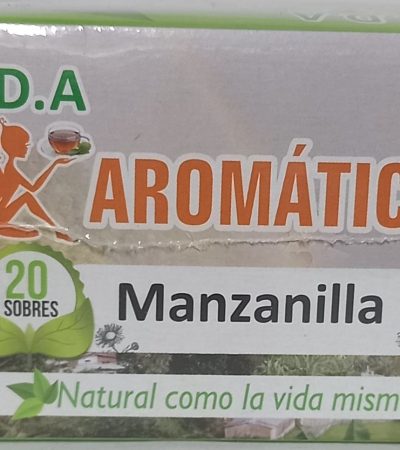 D.A
AROMÁTIC
20
SOBRES
Manzanilla
Natural como la vida mism